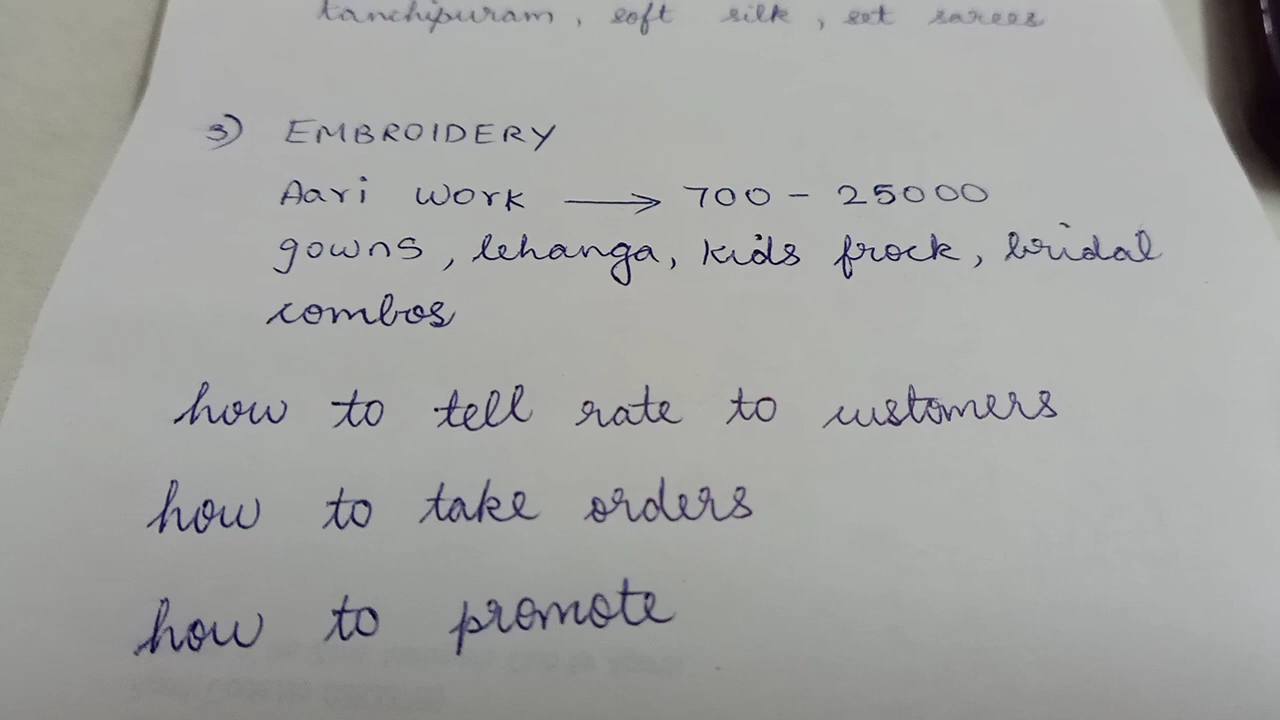 kanchipuram, soft silk, set sarees
3) EMBROIDERY
Aari work → 700 - 25000
gowns, lehanga, kids frock, bridal
combos
how to tell rate to customers
how to take orders
how to promote